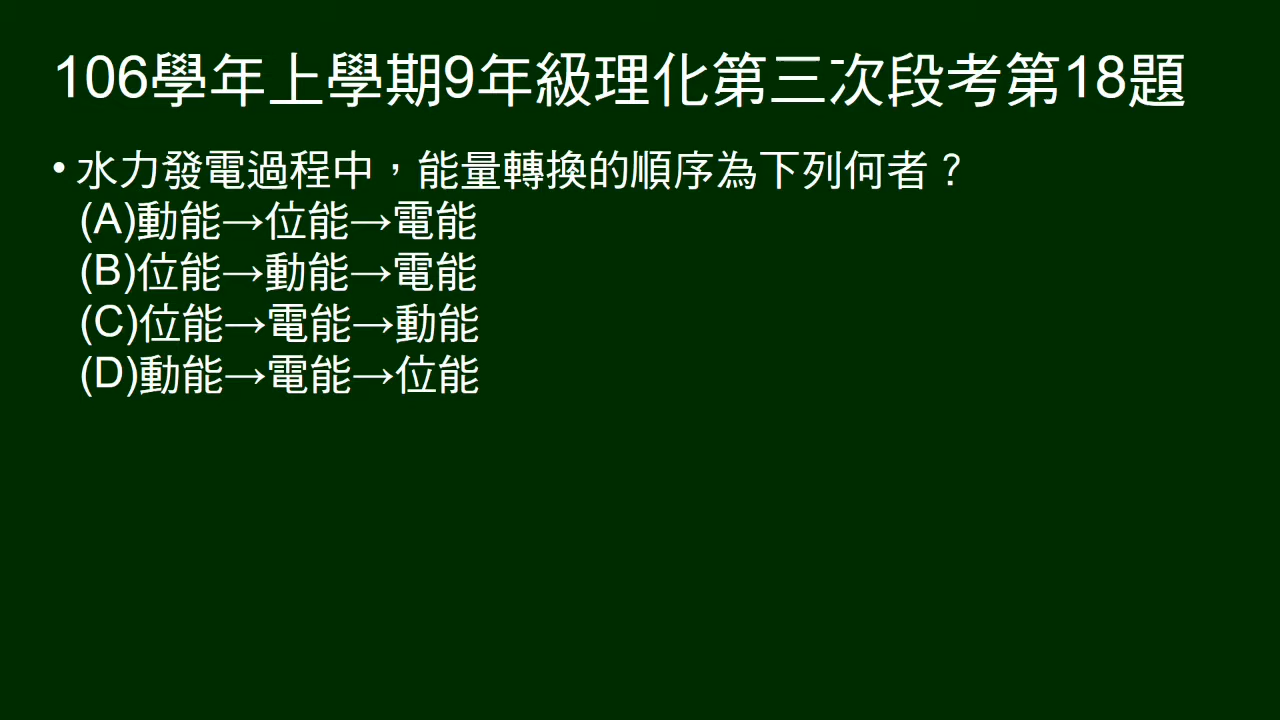 106學年上學期9年級理化第三次段考第18題
• 水力發電過程中，能量轉換的順序為下列何者？
(A)動能→位能→電能
(B)位能→動能→電能
(C)位能→電能→動能
(D)動能→電能→位能